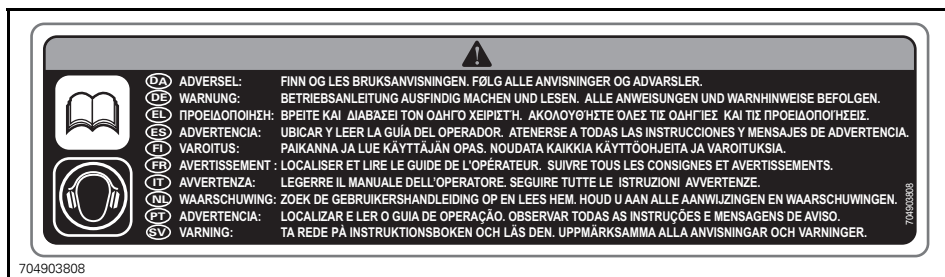 DA ADVERSEL: FINN OG LES BRUKSANVISNINGEN. FØLG ALLE ANVISNINGER OG ADVARSLER.
DE WARNUNG: BETRIEBSANLEITUNG AUSFINDIG MACHEN UND LESEN. ALLE ANWEISUNGEN UND WARNHINWEISE BEFOLGEN.
EL ΠΡΟΕΙΔΟΠΟΙΗΣΗ: ΒΡΕΙΤΕ ΚΑΙ ΔΙΑΒΆΣΕΙ ΤΟΝ ΟΔΗΓΌ ΧΕΙΡΙΣΤΉ. ΑΚΟΛΟΥΘΉΣΤΕ ΌΛΕΣ ΤΙΣ ΟΔΗΓΊΕΣ ΚΑΙ ΤΙΣ ΠΡΟΕΙΔΟΠΟΙΉΣΕΙΣ.
ES ADVERTENCIA: UBICAR Y LEER LA GUÍA DEL OPERADOR. ATENERSE A TODAS LAS INSTRUCCIONES Y MENSAJES DE ADVERTENCIA.
FI VAROITUS: PAIKANNA JA LUE KÄYTTÄJÄN OPAS. NOUDATA KAIKKIA KÄYTTÖOHJEITA JA VAROITUKSIA.
FR AVERTISSEMENT : LOCALISER ET LIRE LE GUIDE DE L'OPÉRATEUR. SUIVRE TOUS LES CONSIGNES ET AVERTISSEMENTS.
IT AVVERTENZA: LEGERRE IL MANUALE DELL'OPERATORE. SEGUIRE TUTTE LE ISTRUZIONI AVVERTENZE.
NL WAARSCHUWING: ZOEK DE GEBRUIKERSHANDLEIDING OP EN LEES HEM. HOUD U AAN ALLE AANWIJZINGEN EN WAARSCHUWINGEN.
PT ADVERTENCIA: LOCALIZAR E LER O GUIA DE OPERAÇÃO. OBSERVAR TODAS AS INSTRUÇÕES E MENSAGENS DE AVISO.
SV VARNING: TA REDE PÀ INSTRUKTIONSBOKEN OCH LÄS DEN. UPPMÄRKSAMMA ALLA ANVISNINGAR OCH VARNINGER.
704903808
704903808